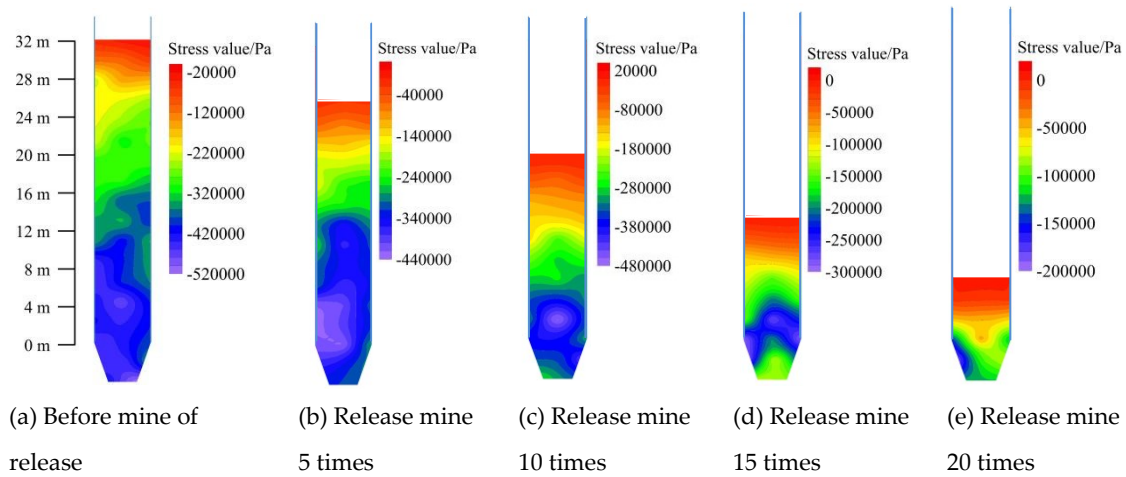 32 m
28 m
24 m
20 m
16 m
12 m
8 m
4 m
0 m
Stress value/Pa
-20000
-120000
-220000
-320000
-420000
-520000
Stress value/Pa
-40000
-140000
-240000
-340000
-440000
Stress value/Pa
20000
-80000
-180000
-280000
-380000
-480000
Stress value/Pa
0
-50000
-100000
-150000
-200000
-250000
-300000
Stress value/Pa
0
-50000
-100000
-150000
-200000
(a) Before mine of
release
(b) Release mine
5 times
(c) Release mine
10 times
(d) Release mine
15 times
(e) Release mine
20 times